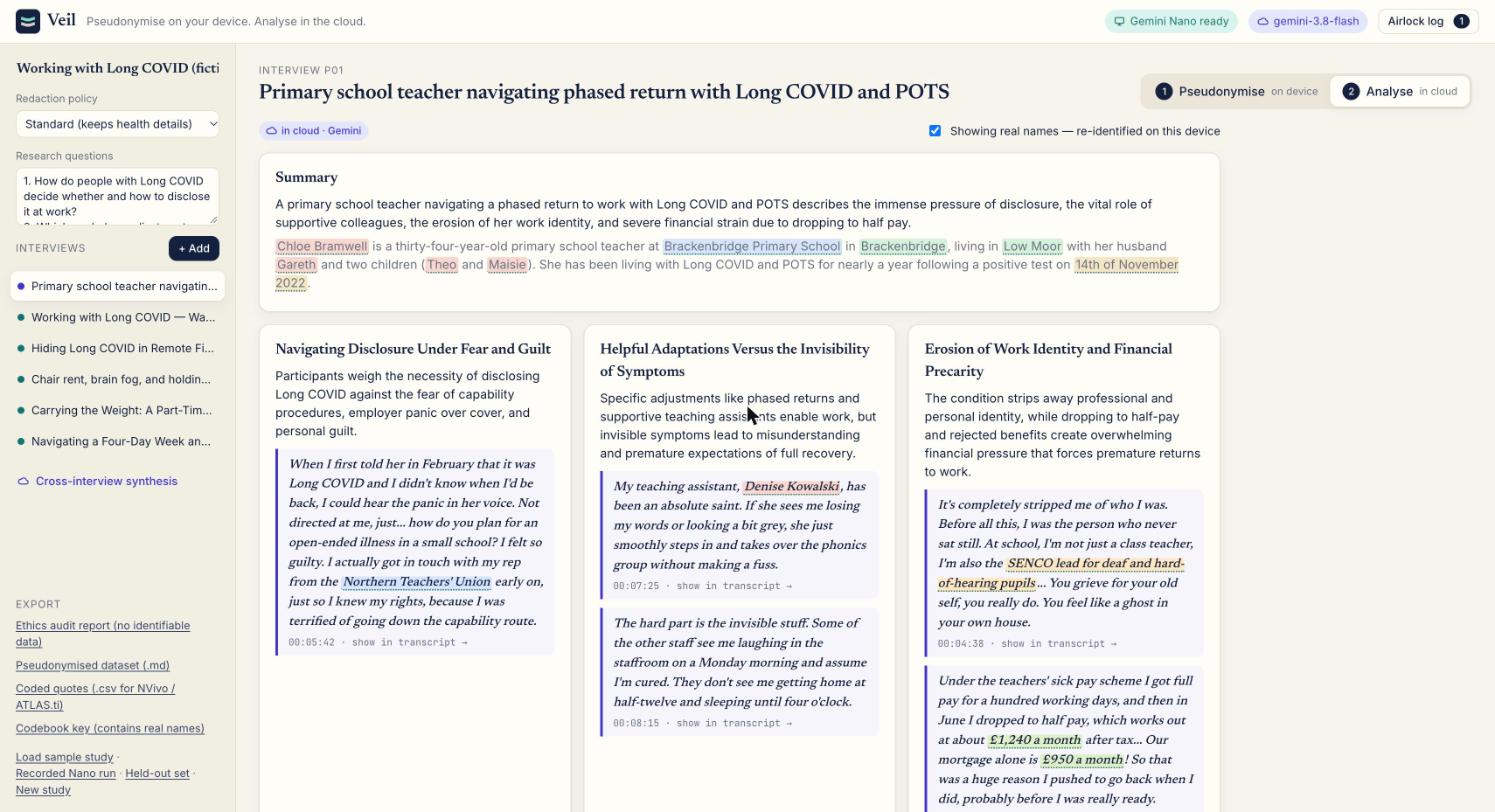 Veil Pseudonymise on your device. Analyse in the cloud.
Gemini Nano ready
gemini-3.8-flash
Airlock log 1
Working with Long COVID (ficti
Redaction policy
Standard (keeps health details)
Research questions
1. How do people with Long COVID
decide whether and how to disclose
it at work?
INTERVIEWS
+ Add
Primary school teacher navigatin...
Working with Long COVID — Wa...
Hiding Long COVID in Remote Fi...
Chair rent, brain fog, and holdin...
Carrying the Weight: A Part-Tim...
Navigating a Four-Day Week an...
Cross-interview synthesis
EXPORT
Ethics audit report (no identifiable
data)
Pseudonymised dataset (.md)
Coded quotes (.csv for NVivo /
ATLAS.ti)
Codebook key (contains real names)
Load sample study ·
Recorded Nano run · Held-out set ·
New study
INTERVIEW P01
Primary school teacher navigating phased return with Long COVID and POTS
1 Pseudonymise on device
2 Analyse in cloud
in cloud · Gemini
Showing real names — re-identified on this device
Summary
A primary school teacher navigating a phased return to work with Long COVID and POTS describes the immense pressure of disclosure, the vital role of
supportive colleagues, the erosion of her work identity, and severe financial strain due to dropping to half pay.
Chloe Bramwell is a thirty-four-year-old primary school teacher at Brackenbridge Primary School in Brackenbridge, living in Low Moor with her husband
Gareth and two children (Theo and Maisie). She has been living with Long COVID and POTS for nearly a year following a positive test on 14th of November
2022.
Navigating Disclosure Under Fear and Guilt
Participants weigh the necessity of disclosing
Long COVID against the fear of capability
procedures, employer panic over cover, and
personal guilt.
When I first told her in February that it was
Long COVID and I didn't know when I'd be
back, I could hear the panic in her voice. Not
directed at me, just... how do you plan for an
open-ended illness in a small school? I felt so
guilty. I actually got in touch with my rep
from the Northern Teachers' Union early on,
just so I knew my rights, because I was
terrified of going down the capability route.
00:05:42 · show in transcript →
Helpful Adaptations Versus the Invisibility
of Symptoms
Specific adjustments like phased returns and
supportive teaching assistants enable work, but
invisible symptoms lead to misunderstanding
and premature expectations of full recovery.
My teaching assistant, Denise Kowalski, has
been an absolute saint. If she sees me losing
my words or looking a bit grey, she just
smoothly steps in and takes over the phonics
group without making a fuss.
00:07:25 · show in transcript →
The hard part is the invisible stuff. Some of
the other staff see me laughing in the
staffroom on a Monday morning and assume
I'm cured. They don't see me getting home at
half-twelve and sleeping until four o'clock.
00:08:15 · show in transcript →
Erosion of Work Identity and Financial
Precarity
The condition strips away professional and
personal identity, while dropping to half-pay
and rejected benefits create overwhelming
financial pressure that forces premature returns
to work.
It's completely stripped me of who I was.
Before all this, I was the person who never
sat still. At school, I'm not just a class teacher,
I'm also the SENCO lead for deaf and hard-
of-hearing pupils... You grieve for your old
self, you really do. You feel like a ghost in
your own house.
00:04:38 · show in transcript →
Under the teachers' sick pay scheme I got full
pay for a hundred working days, and then in
June I dropped to half pay, which works out
at about £1,240 a month after tax... Our
mortgage alone is £950 a month! So that
was a huge reason I pushed to go back when I
did, probably before I was really ready.